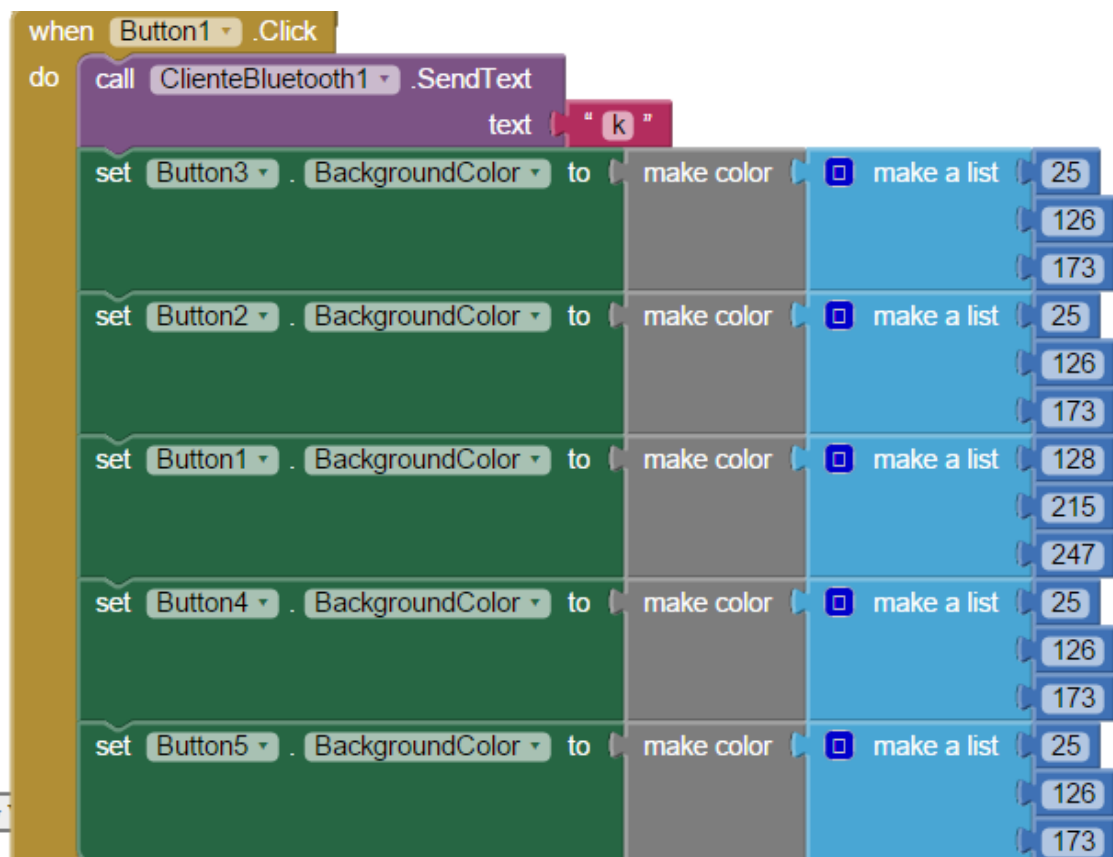 when Button1 .Click
do call ClienteBluetooth1 .SendText
text " k "
set Button3 . BackgroundColor to make color make a list 25
126
173
set Button2 . BackgroundColor to make color make a list 25
126
173
set Button1 . BackgroundColor to make color make a list 128
215
247
set Button4 . BackgroundColor to make color make a list 25
126
173
set Button5 . BackgroundColor to make color make a list 25
126
173